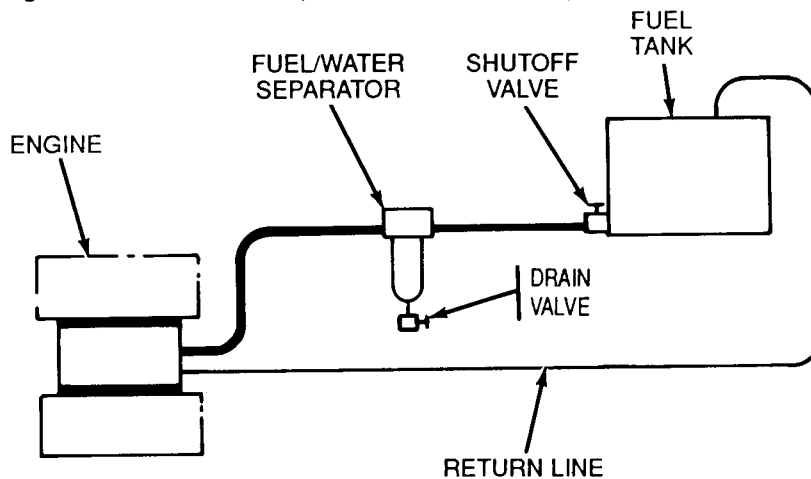 FUEL
TANK
FUEL/WATER
SEPARATOR
SHUTOFF
VALVE
ENGINE
DRAIN
VALVE
RETURN LINE